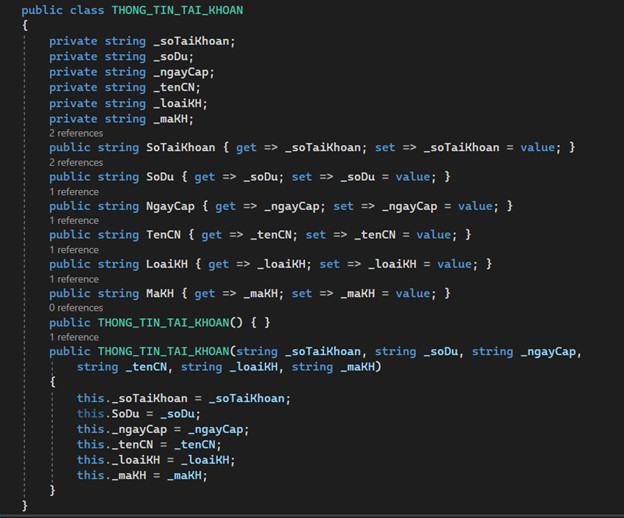 public class THONG_TIN_TAI_KHOAN
{
private string _soTaiKhoan;
private string _soDu;
private string _ngayCap;
private string _tenCN;
private string _loaiKH;
private string _maKH;
2 references
public string SoTaiKhoan { get => _soTaiKhoan; set => _soTaiKhoan = value; }
2 references
public string SoDu { get => _soDu; set => _soDu = value; }
1 reference
public string NgayCap { get => _ngayCap; set => _ngayCap = value; }
1 reference
public string TenCN { get => _tenCN; set => _tenCN = value; }
1 reference
public string LoaiKH { get => _loaiKH; set => _loaiKH = value; }
1 reference
public string MaKH { get => _maKH; set => _maKH = value; }
0 references
public THONG_TIN_TAI_KHOAN() { }
1 reference
public THONG_TIN_TAI_KHOAN(string _soTaiKhoan, string _soDu, string _ngayCap,
string _tenCN, string _loaiKH, string _maKH)
{
this._soTaiKhoan = _soTaiKhoan;
this.SoDu = _soDu;
this._ngayCap = _ngayCap;
this._tenCN = _tenCN;
this._loaiKH = _loaiKH;
this._maKH = _maKH;
}
}